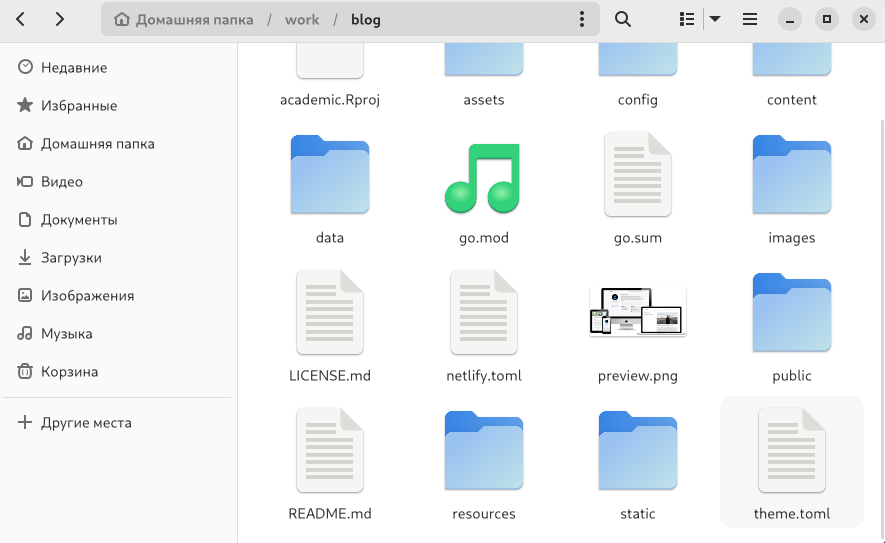 Домашняя папка / work / blog
Недавние
Избранные
Домашняя папка
Видео
Документы
Загрузки
Изображения
Музыка
Корзина
Другие места
academic.Rproj assets config content
data go.mod go.sum images
LICENSE.md netlify.toml preview.png public
README.md resources static theme.toml